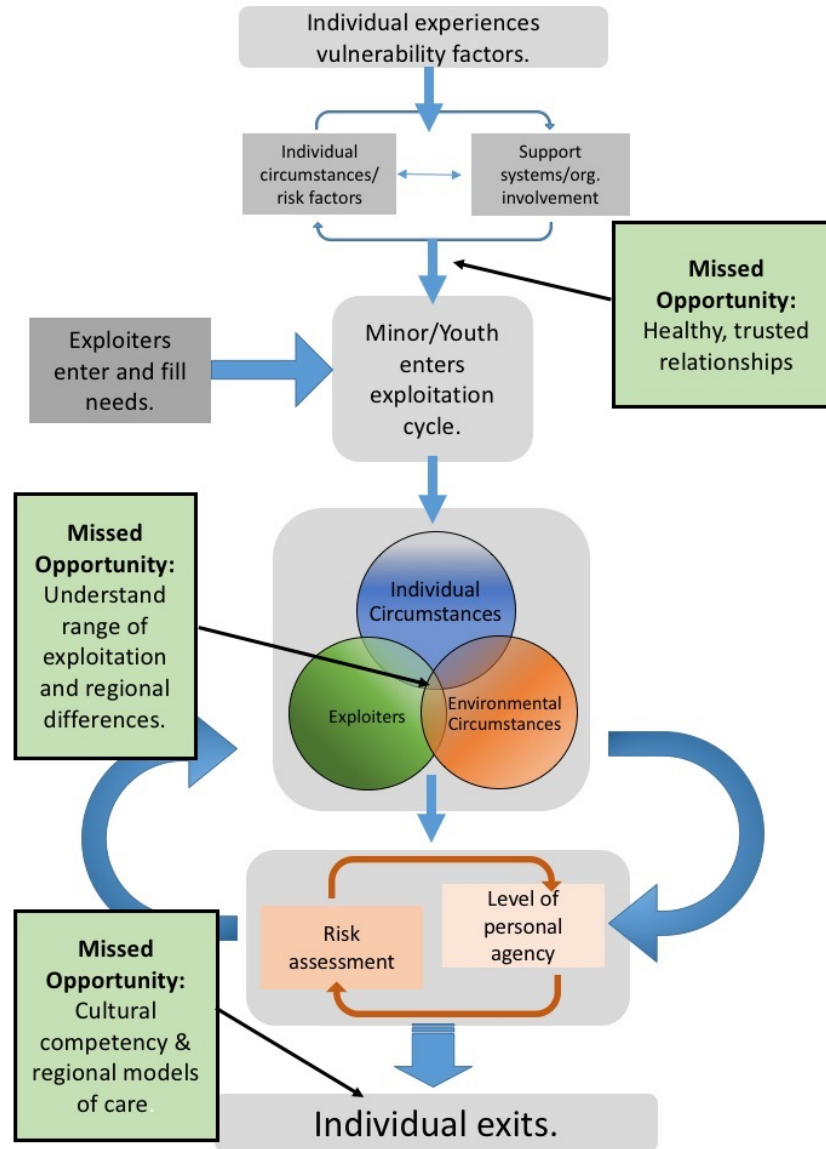 Individual experiences
vulnerability factors.
Individual
circumstances/
risk factors
Support
systems/org.
involvement
Missed
Opportunity:
Healthy, trusted
relationships
Exploiters
enter and fill
needs.
Minor/Youth
enters
exploitation
cycle.
Missed
Opportunity:
Understand
range of
exploitation
and regional
differences.
Individual
Circumstances
Exploiters
Environmental
Circumstances
Risk
assessment
Level of
personal
agency
Missed
Opportunity:
Cultural
competency &
regional models
of care.
Individual exits.